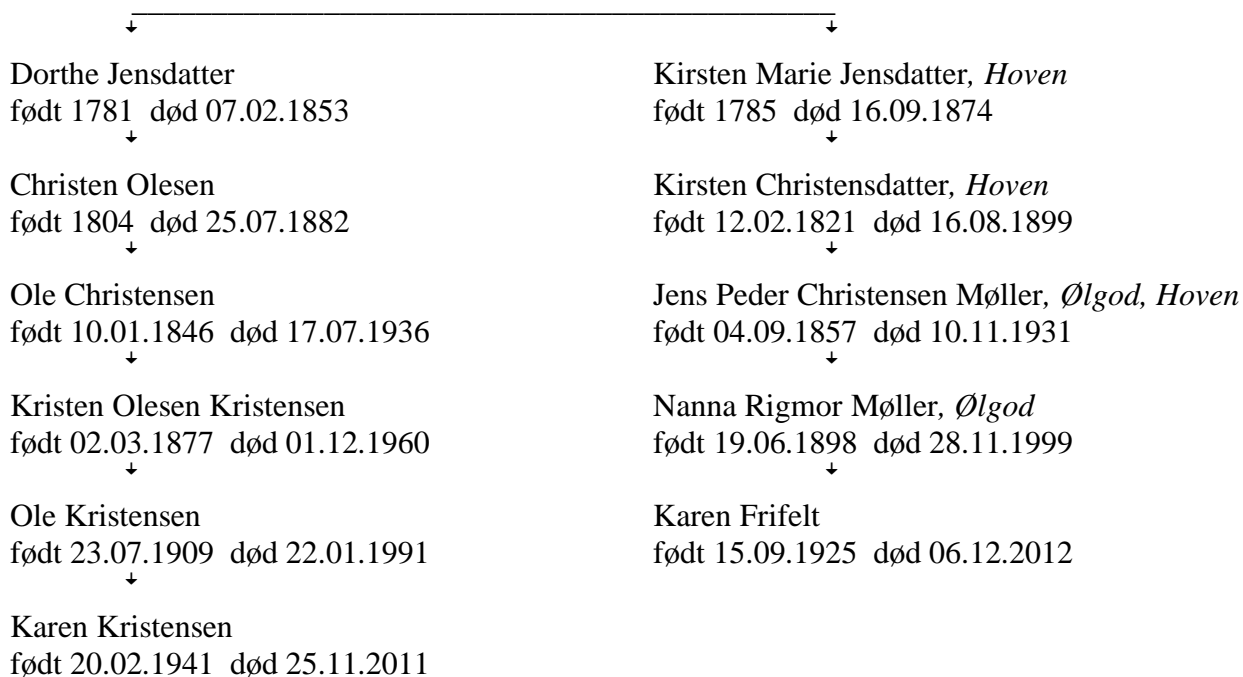 Dorthe Jensdatter
født 1781 død 07.02.1853
Christen Olesen
født 1804 død 25.07.1882
Ole Christensen
født 10.01.1846 død 17.07.1936
Kristen Olesen Kristensen
født 02.03.1877 død 01.12.1960
Ole Kristensen
født 23.07.1909 død 22.01.1991
Karen Kristensen
født 20.02.1941 død 25.11.2011
Kirsten Marie Jensdatter, Hoven
født 1785 død 16.09.1874
Kirsten Christensdatter, Hoven
født 12.02.1821 død 16.08.1899
Jens Peder Christensen Møller, Ølgod, Hoven
født 04.09.1857 død 10.11.1931
Nanna Rigmor Møller, Ølgod
født 19.06.1898 død 28.11.1999
Karen Frifelt
født 15.09.1925 død 06.12.2012